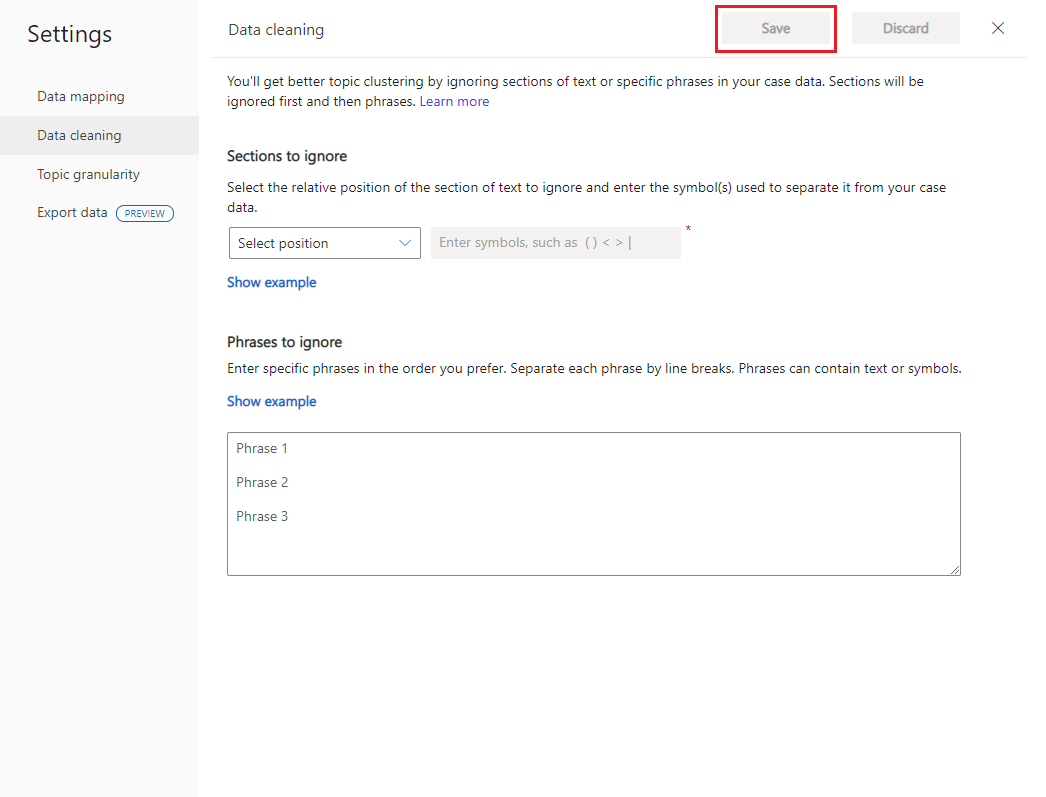 Settings
Data mapping
Data cleaning
Topic granularity
Export data PREVIEW
Data cleaning
Save
Discard
You'll get better topic clustering by ignoring sections of text or specific phrases in your case data. Sections will be
ignored first and then phrases. Learn more
Sections to ignore
Select the relative position of the section of text to ignore and enter the symbol(s) used to separate it from your case
data.
Select position
Enter symbols, such as ( ) < > |
*
Show example
Phrases to ignore
Enter specific phrases in the order you prefer. Separate each phrase by line breaks. Phrases can contain text or symbols.
Show example
Phrase 1
Phrase 2
Phrase 3